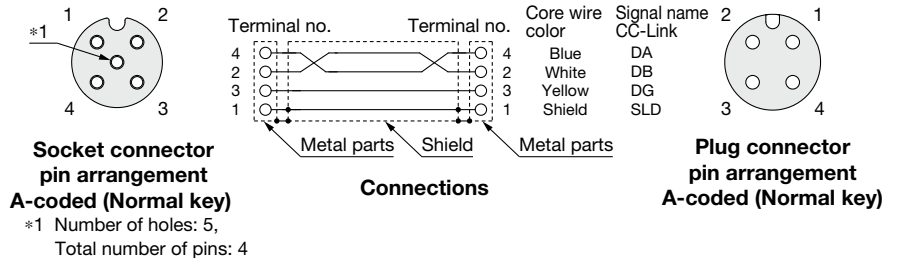 1 2
*1
4 3
Socket connector
pin arrangement
A-coded (Normal key)
*1 Number of holes: 5,
Total number of pins: 4
Terminal no. Terminal no. Core wire color Signal name CC-Link
4 4 Blue DA
2 2 White DB
3 3 Yellow DG
1 1 Shield SLD
Metal parts Shield Metal parts
Connections
2 1
3 4
Plug connector
pin arrangement
A-coded (Normal key)